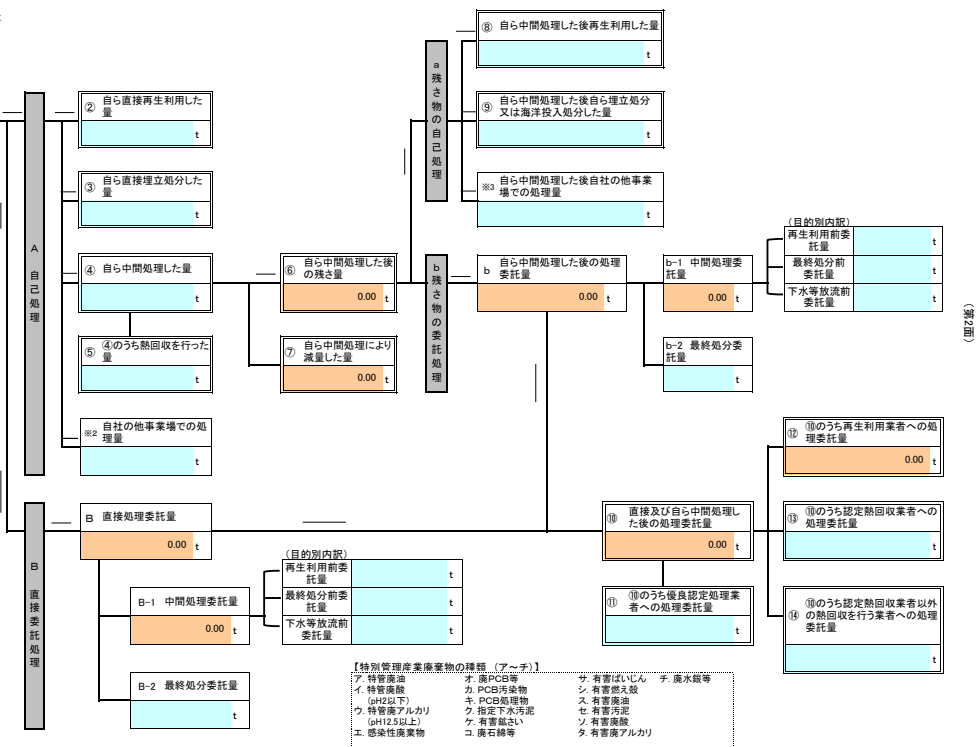 ⑧ 自ら中間処理した後再生利用した量
t
a 残さ物の自己処理
② 自ら直接再生利用した
量
t
⑨ 自ら中間処理した後自ら埋立処分
又は海洋投入処分した量
t
③ 自ら直接埋立処分した
量
t
※3 自ら中間処理した後自社の他事業
場での処理量
t
A 自己処理
④ 自ら中間処理した量
t
⑥ 自ら中間処理した後
の残さ量
0.00 t
b 残さ物の委託処理
b 自ら中間処理した後の処理
委託量
0.00 t
b-1 中間処理委
託量
0.00 t
(目的別内訳)
再生利用前委
託量
t
最終処分前
委託量
t
下水等放流前
委託量
t
(第2面)
⑤ ④のうち熱回収を行った
量
t
⑦ 自ら中間処理により
減量した量
0.00 t
b-2 最終処分委
託量
t
※2 自社の他事業場での処
理量
t
⑫ ⑩のうち再生利用業者への処
理委託量
0.00 t
B 直接委託処理
B 直接処理委託量
0.00 t
⑩ 直接及び自ら中間処理し
た後の処理委託量
0.00 t
⑬ ⑩のうち認定熱回収業者への
処理委託量
t
B-1 中間処理委託量
0.00 t
(目的別内訳)
再生利用前委
託量
t
最終処分前委
託量
t
下水等放流前
委託量
t
⑪ ⑩のうち優良認定処理業
者への処理委託量
t
⑭ ⑩のうち認定熱回収業者以外
の熱回収を行う業者への処理
委託量
t
B-2 最終処分委託量
t
【特別管理産業廃棄物の種類 (ア～チ)】
ア. 特管廃油 オ. 廃PCB等 サ. 有害ばいじん チ. 廃水銀等
イ. 特管廃酸 カ. PCB汚染物 シ. 有害燃え殻
(pH2以下) キ. PCB処理物 ス. 有害廃油
ウ. 特管廃アルカリ ク. 指定下水汚泥 セ. 有害汚泥
(pH12.5以上) ケ. 有害鉱さい ソ. 有害廃酸
エ. 感染性廃棄物 コ. 廃石綿等 タ. 有害廃アルカリ